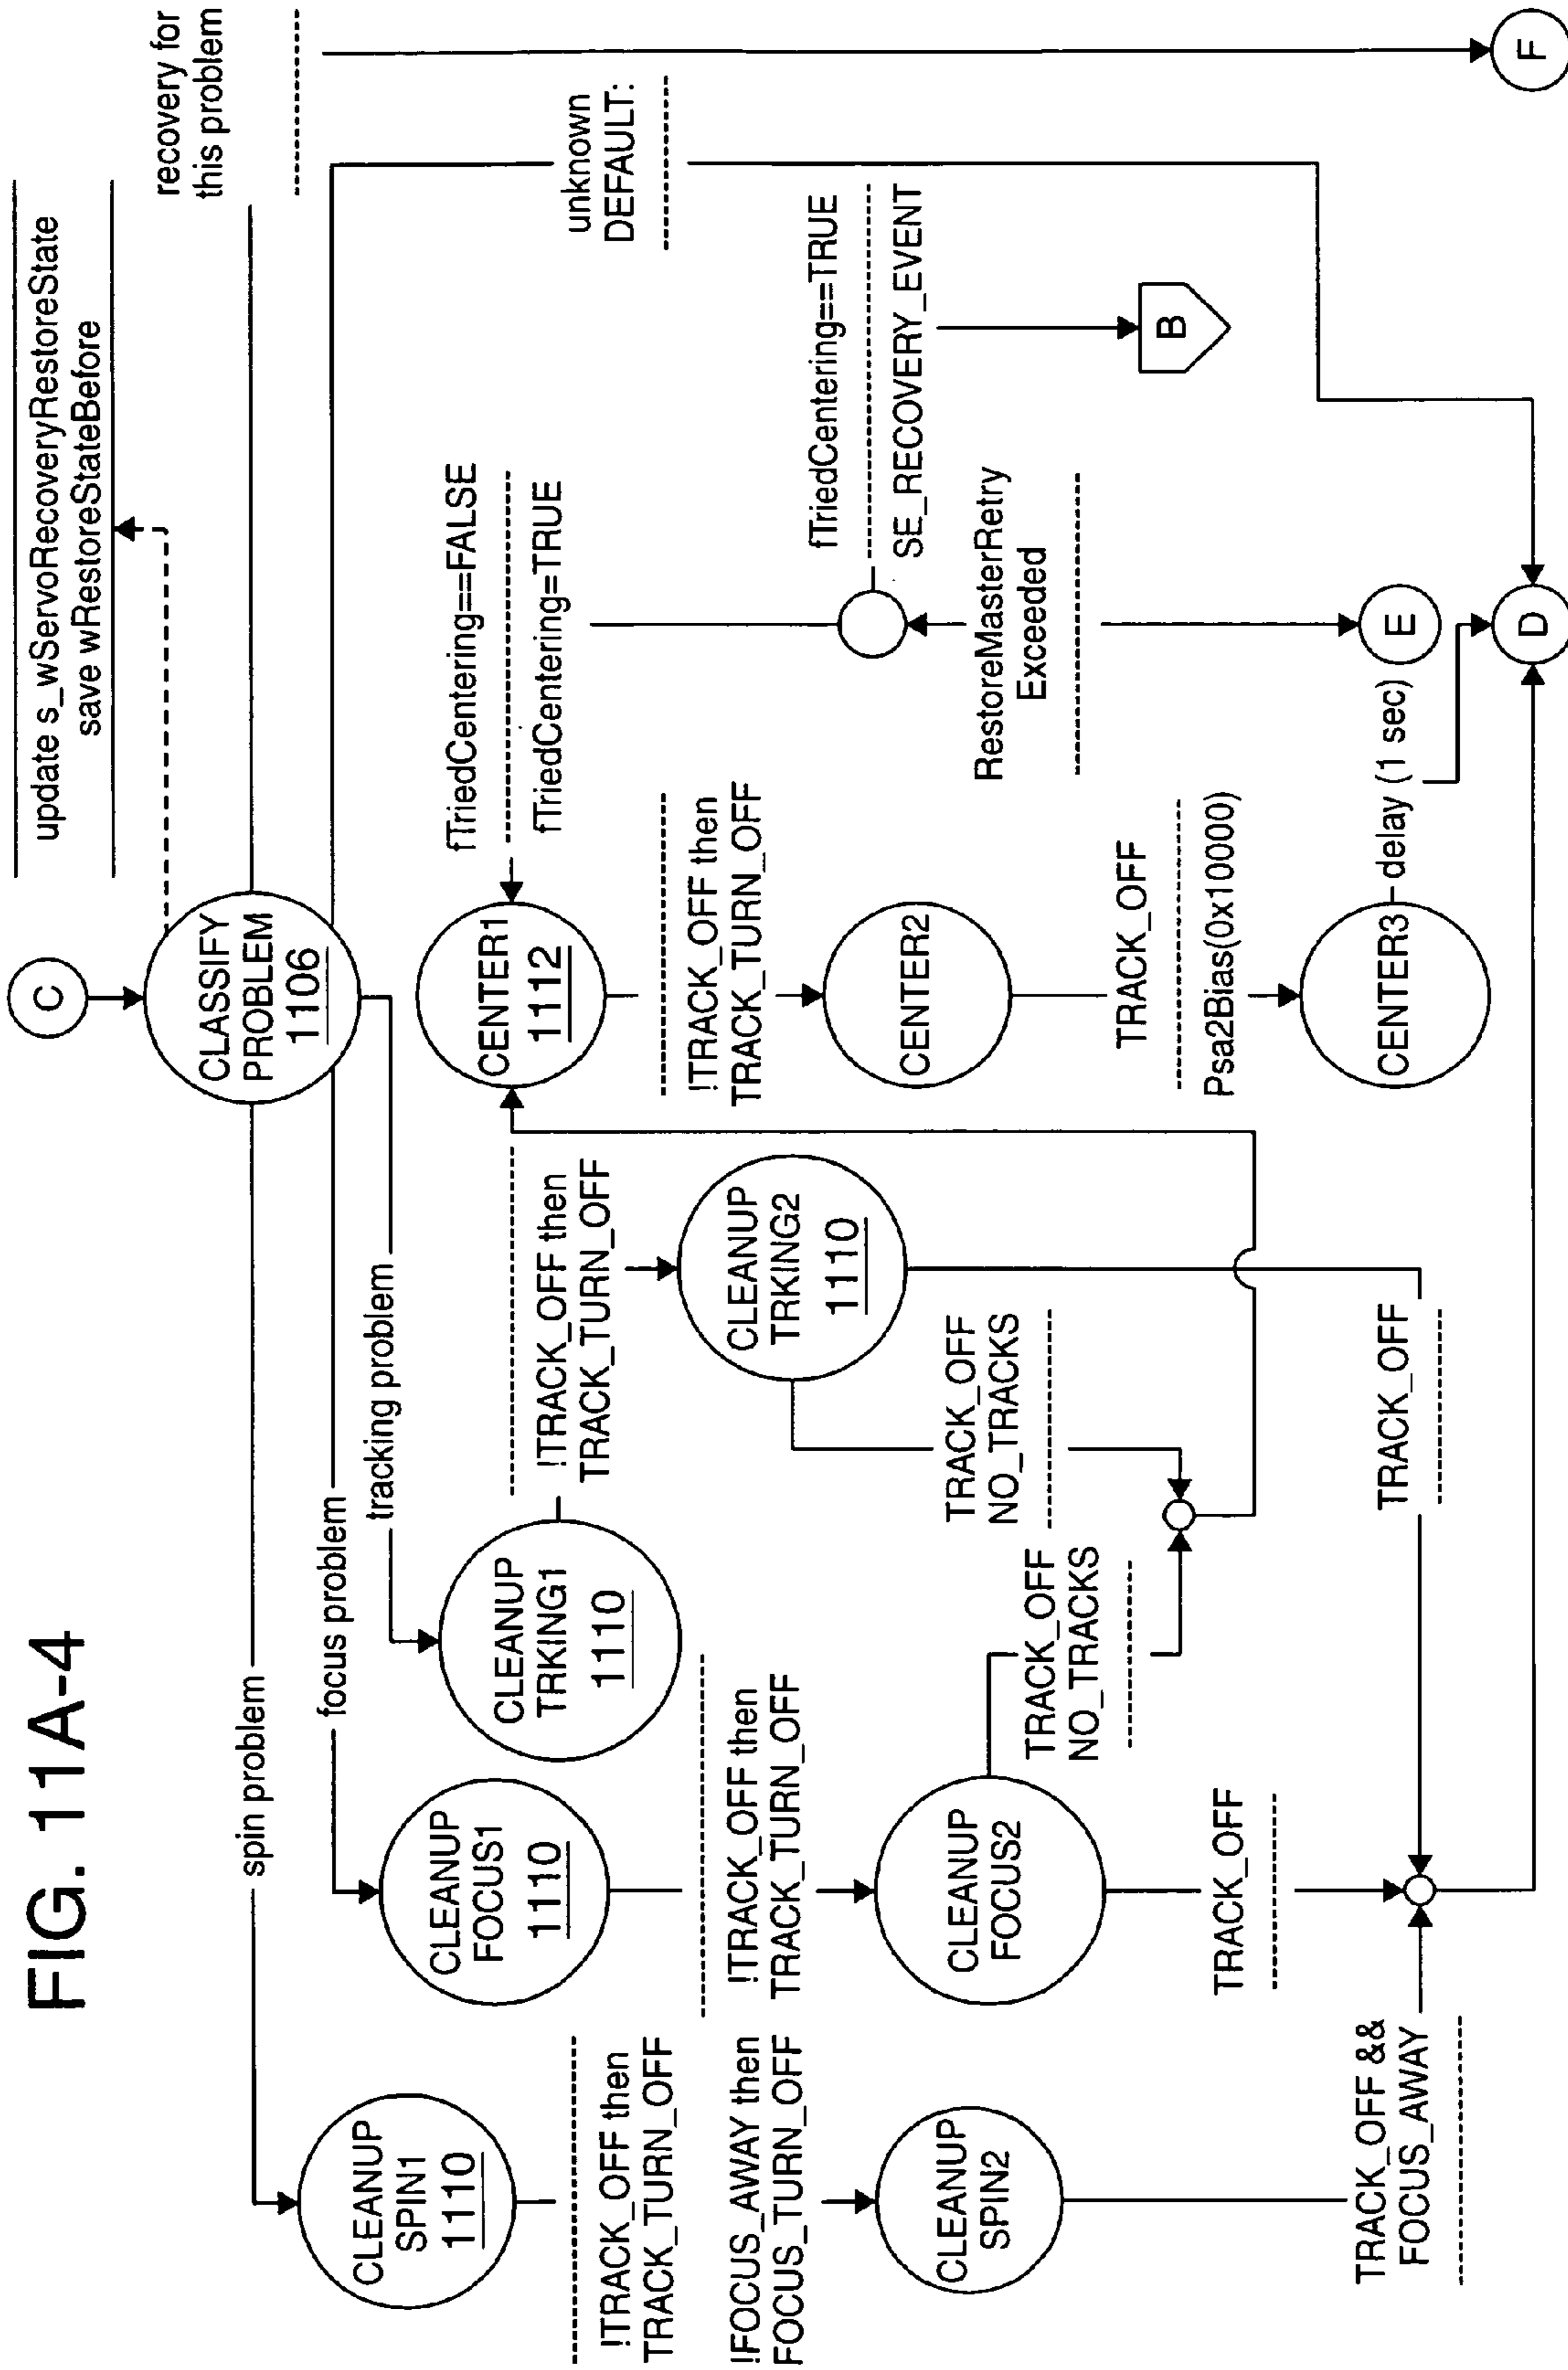 FIG. 11A-4
C
update s_wServoRecoveryRestoreState
save wRestoreStateBefore
CLASSIFY
PROBLEM
1106
recovery for
this problem
spin problem
focus problem
tracking problem
unknown
DEFAULT:
CLEANUP
SPIN1
1110
CLEANUP
FOCUS1
1110
CLEANUP
TRKING1
1110
CENTER1
1112
fTriedCentering==FALSE
fTriedCentering=TRUE
!TRACK_OFF then
TRACK_TURN_OFF
!FOCUS_AWAY then
FOCUS_TURN_OFF
!TRACK_OFF then
TRACK_TURN_OFF
!TRACK_OFF then
TRACK_TURN_OFF
!TRACK_OFF then
TRACK_TURN_OFF
CLEANUP
TRKING2
1110
fTriedCentering==TRUE
SE_RECOVERY_EVENT
CLEANUP
SPIN2
CLEANUP
FOCUS2
CENTER2
RestoreMasterRetry
Exceeded
B
TRACK_OFF
NO_TRACKS
TRACK_OFF
NO_TRACKS
TRACK_OFF
Psa2Bias(0x10000)
TRACK_OFF
TRACK_OFF &&
FOCUS_AWAY
TRACK_OFF
CENTER3
delay (1 sec)
E
D
F